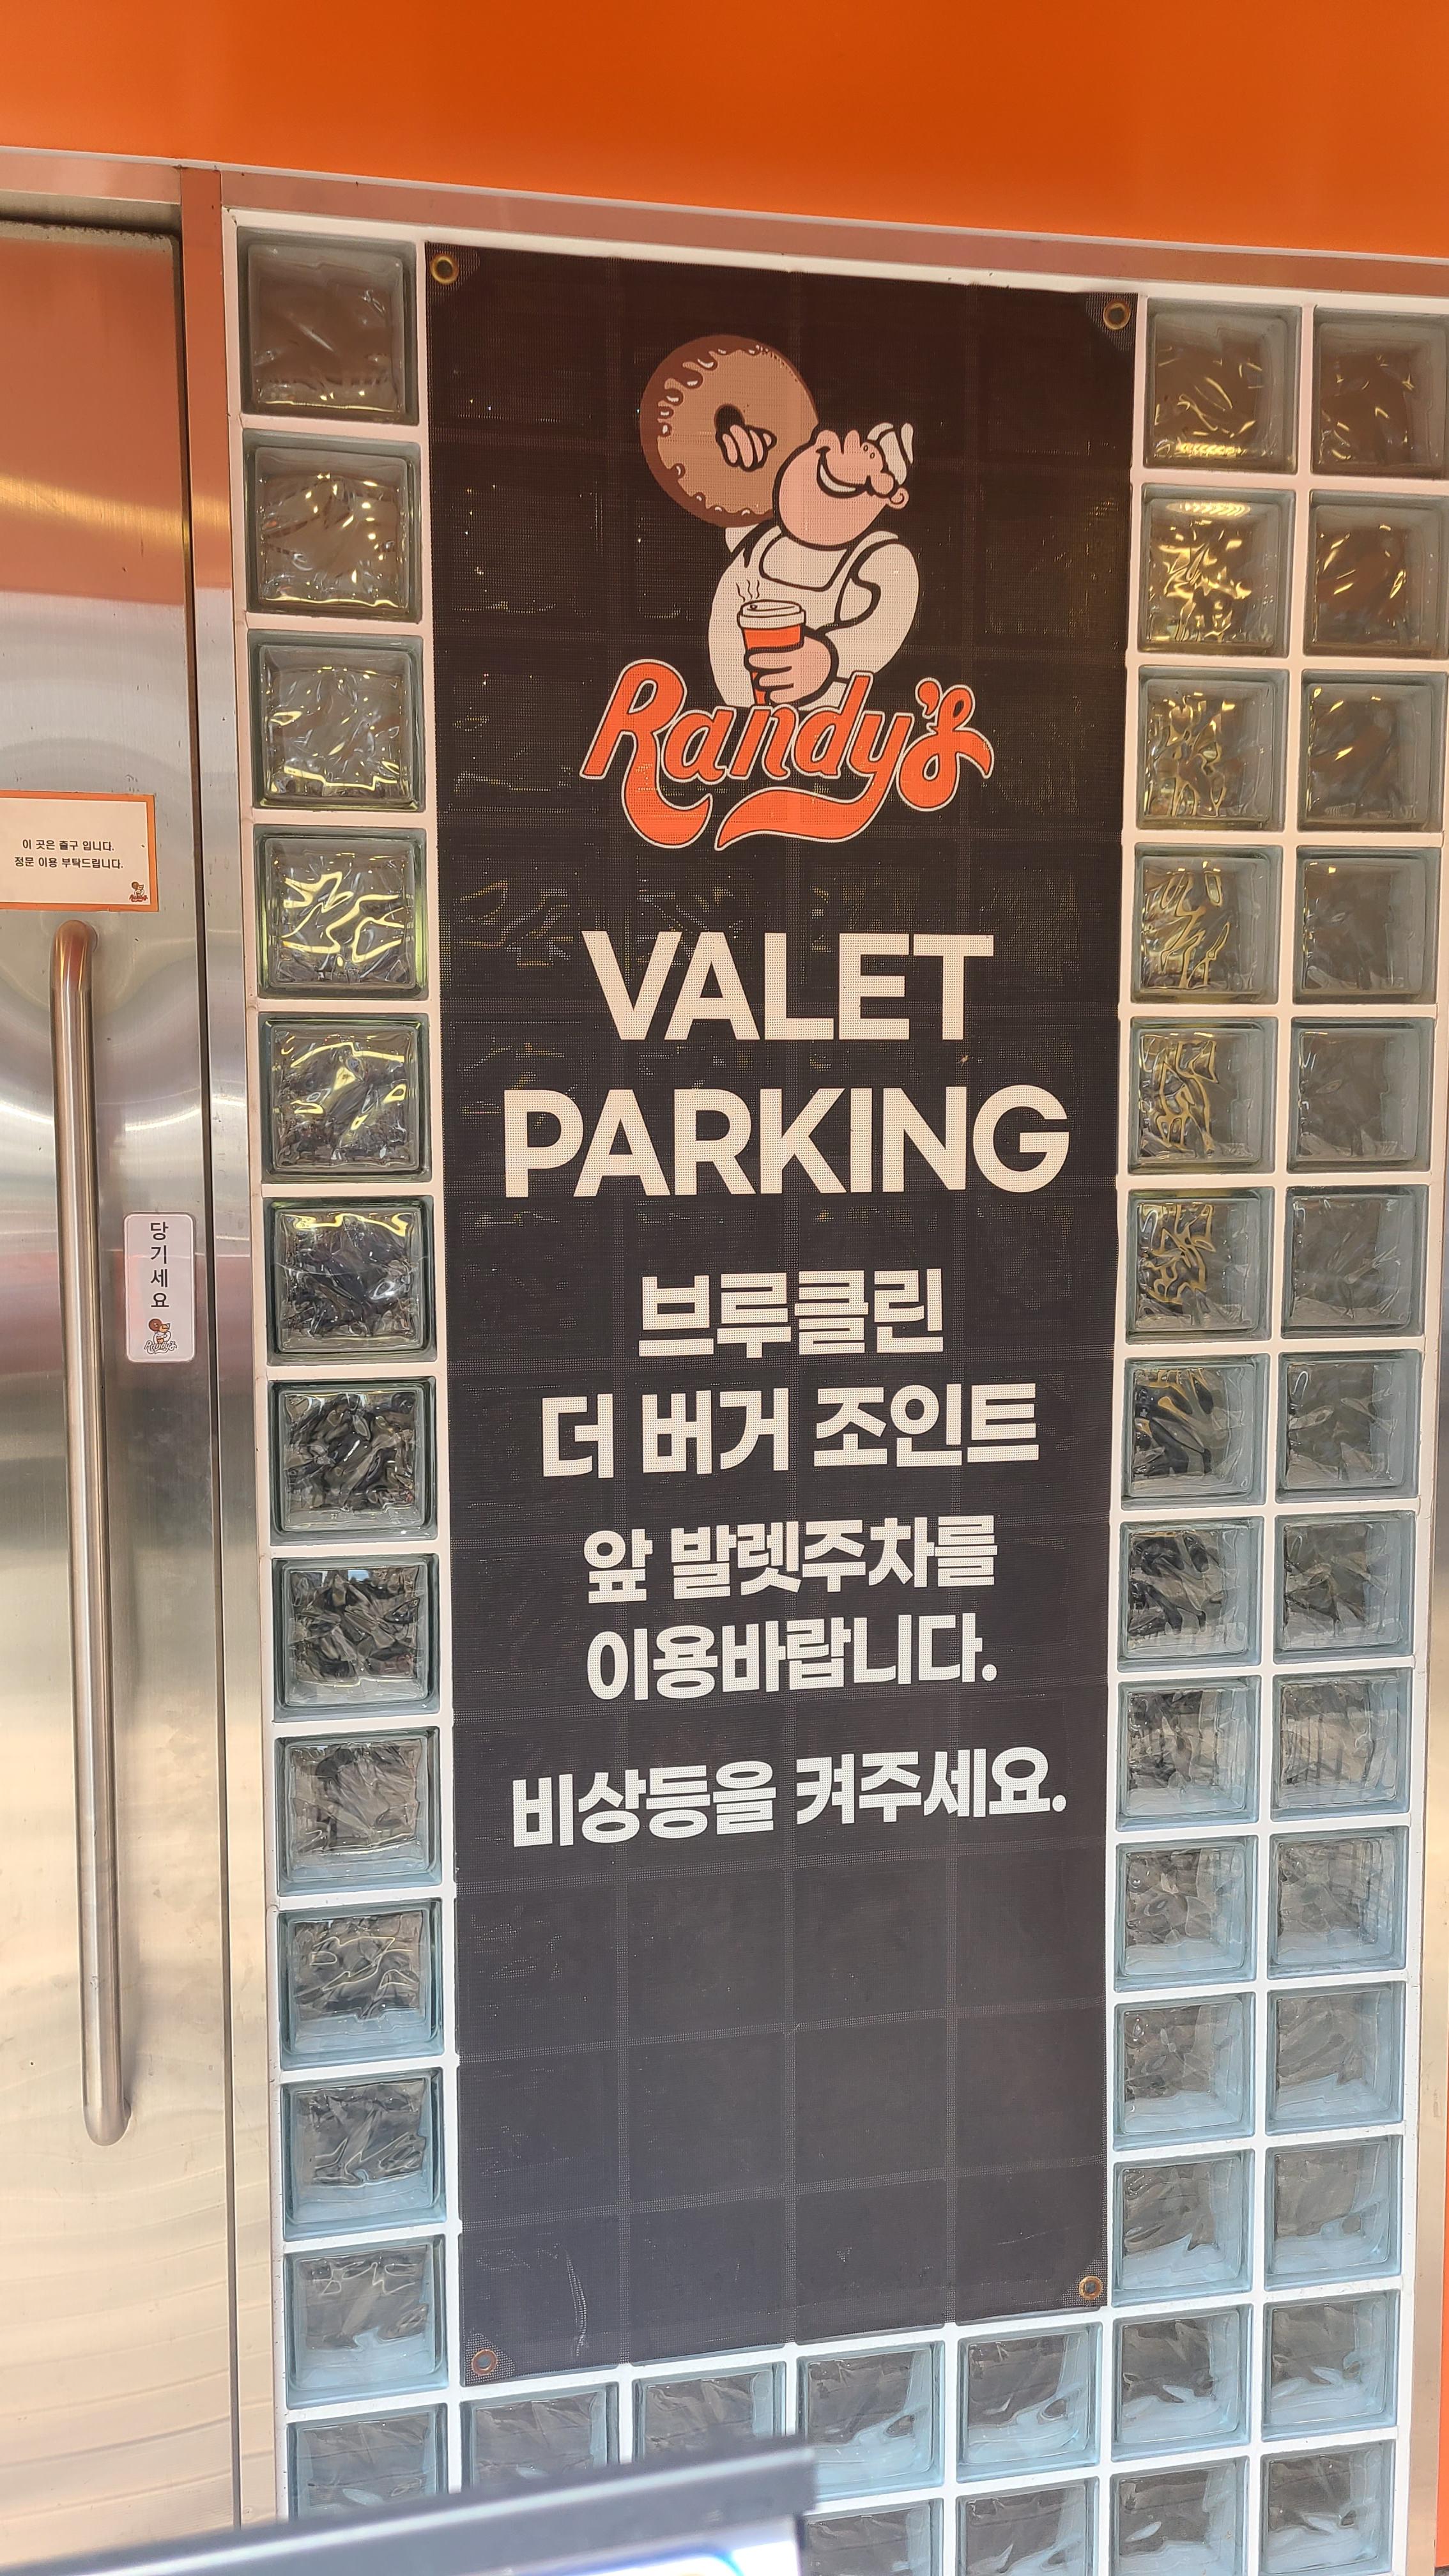 Randy's
VALET
PARKING
브루클린
더 버거 조인트
앞 발렛주차를
이용바랍니다.
비상등을 켜주세요.
이 곳은 출구 입니다.
정문 이용 부탁드립니다.
당기세요
Randy's